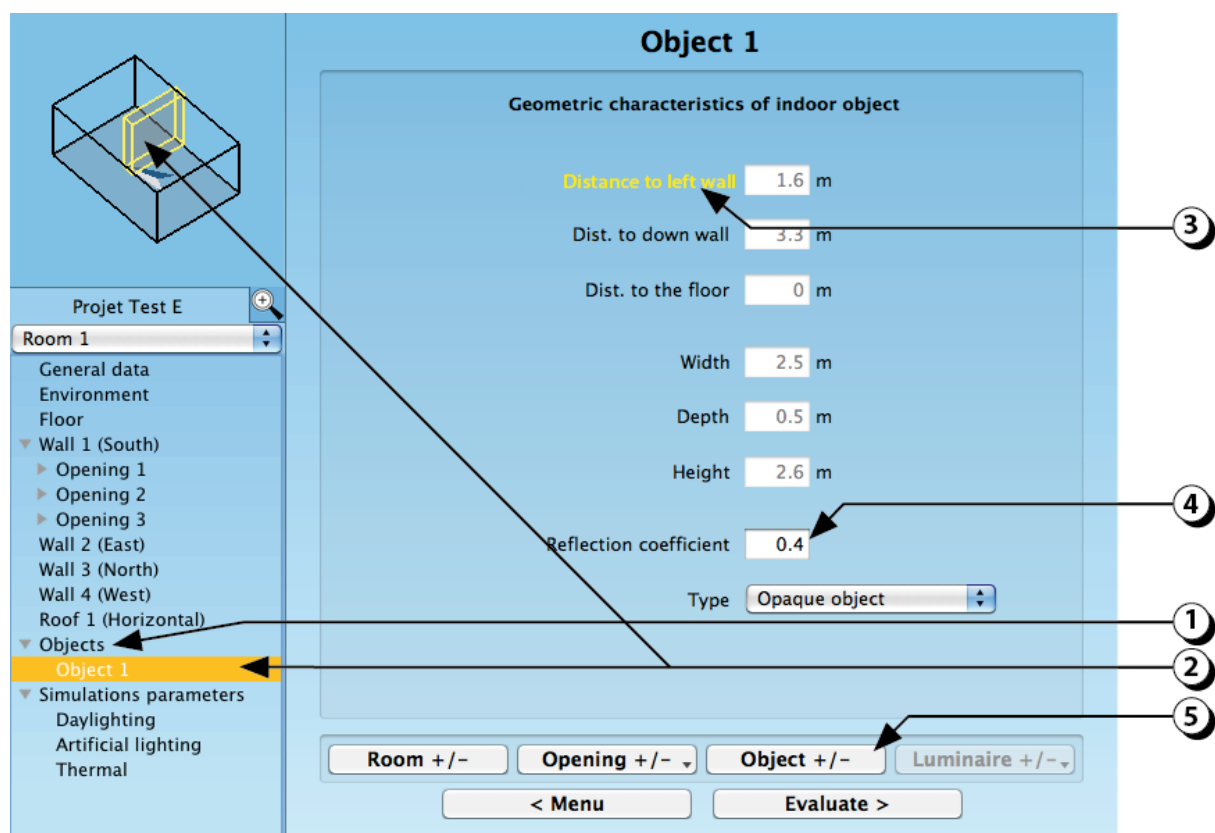 Object 1
Geometric characteristics of indoor object
Distance to left wall 1.6 m
3
Dist. to down wall 3.3 m
Dist. to the floor 0 m
Projet Test E
Room 1
General data
Environment
Floor
Wall 1 (South)
Opening 1
Opening 2
Opening 3
Wall 2 (East)
Wall 3 (North)
Wall 4 (West)
Roof 1 (Horizontal)
Objects
Object 1
Simulations parameters
Daylighting
Artificial lighting
Thermal
Width 2.5 m
Depth 0.5 m
Height 2.6 m
4
Reflection coefficient 0.4
Type Opaque object
1
2
5
Room +/- Opening +/- Object +/- Luminaire +/-
< Menu Evaluate >